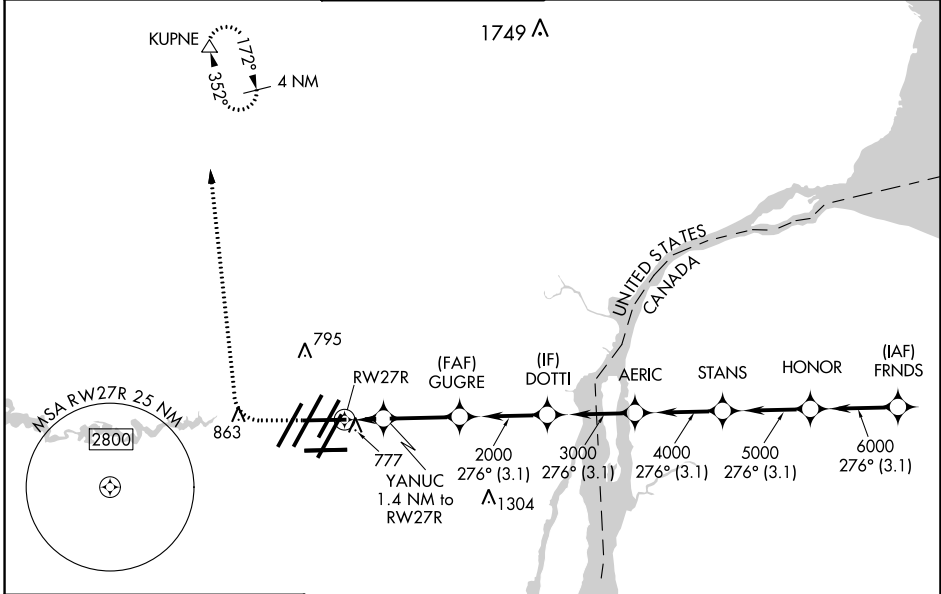 1749
KUPNE
172°
352°
4 NM
UNITED STATES
CANADA
795
RW27R
(FAF)
GUGRE
(IF)
DOTTI
AERIC
STANS
HONOR
(IAF)
FRNDS
MSA RW27R 25 NM
2800
863
777
YANUC
1.4 NM to
RW27R
2000
276° (3.1)
3000
276° (3.1)
4000
276° (3.1)
5000
276° (3.1)
6000
276° (3.1)
1304